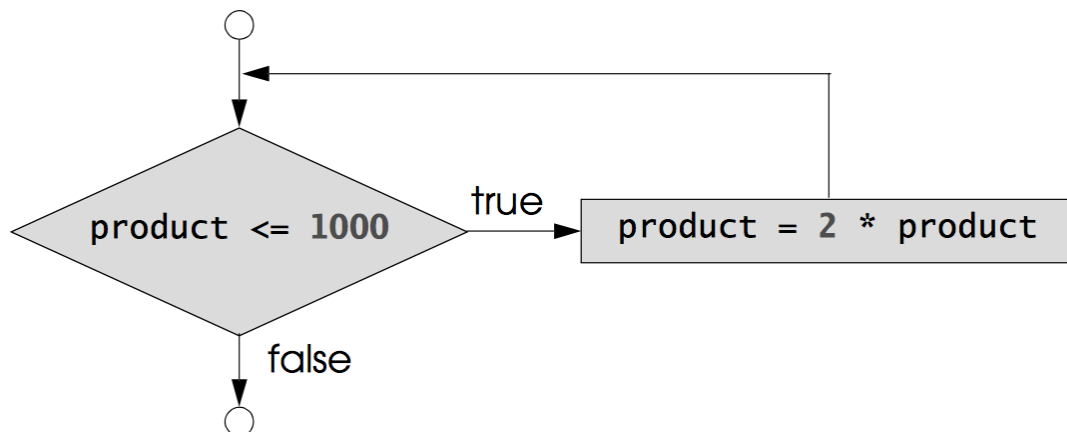 product <= 1000
true
product = 2 * product
false